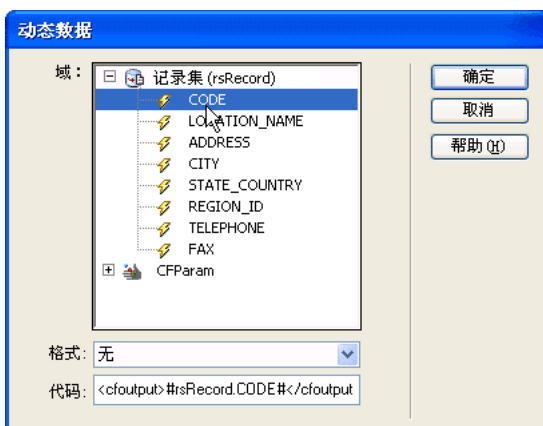 动态数据
域：
记录集 (rsRecord)
CODE
LOCATION_NAME
ADDRESS
CITY
STATE_COUNTRY
REGION_ID
TELEPHONE
FAX
CFParam
确定
取消
帮助(H)
格式: 无
代码: <cfoutput>#rsRecord.CODE#</cfoutput